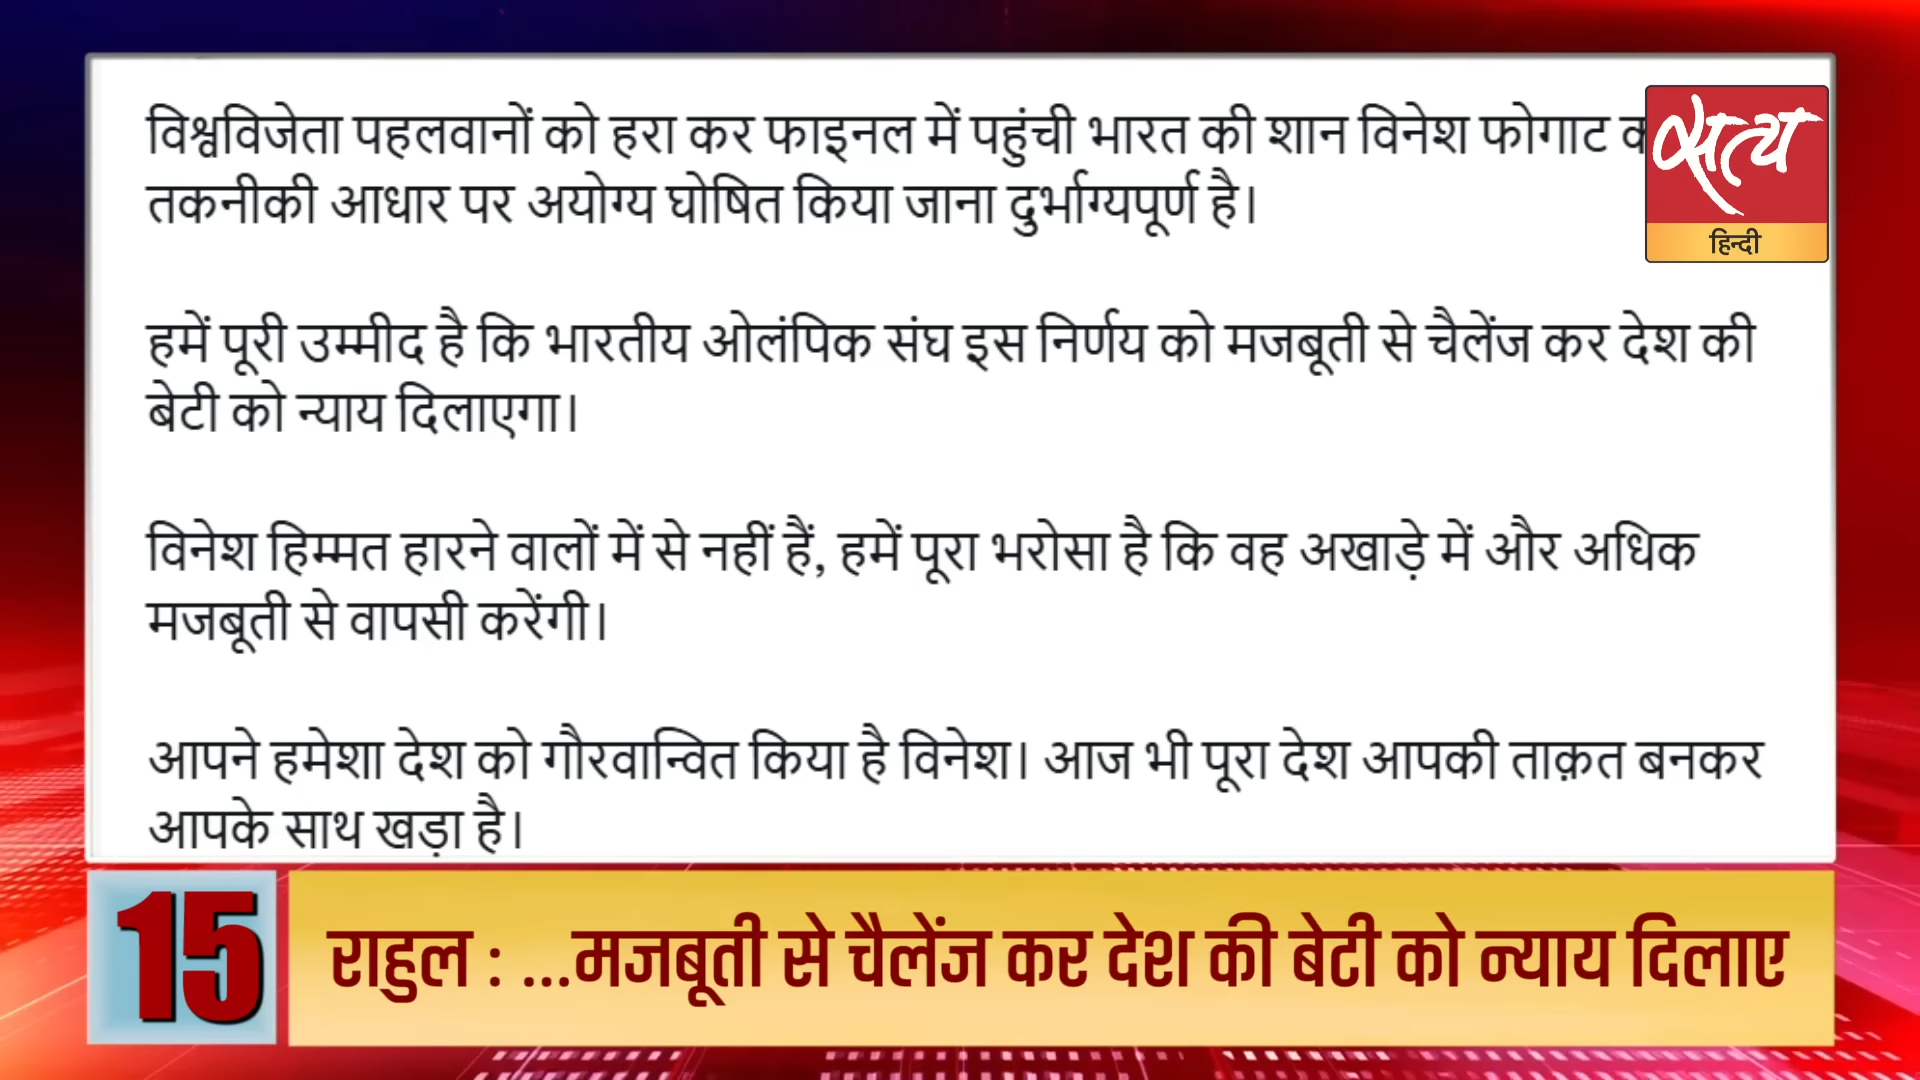 विश्वविजेता पहलवानों को हरा कर फाइनल में पहुंची भारत की शान विनेश फोगाट
तकनीकी आधार पर अयोग्य घोषित किया जाना दुर्भाग्यपूर्ण है।
हमें पूरी उम्मीद है कि भारतीय ओलंपिक संघ इस निर्णय को मजबूती से चैलेंज कर देश की
बेटी को न्याय दिलाएगा।
विनेश हिम्मत हारने वालों में से नहीं हैं, हमें पूरा भरोसा है कि वह अखाड़े में और अधिक
मजबूती से वापसी करेंगी।
आपने हमेशा देश को गौरवान्वित किया है विनेश। आज भी पूरा देश आपकी ताक़त बनकर
आपके साथ खड़ा है।
सत्य
हिन्दी
15
राहुल : ...मजबूती से चैलेंज कर देश की बेटी को न्याय दिलाए